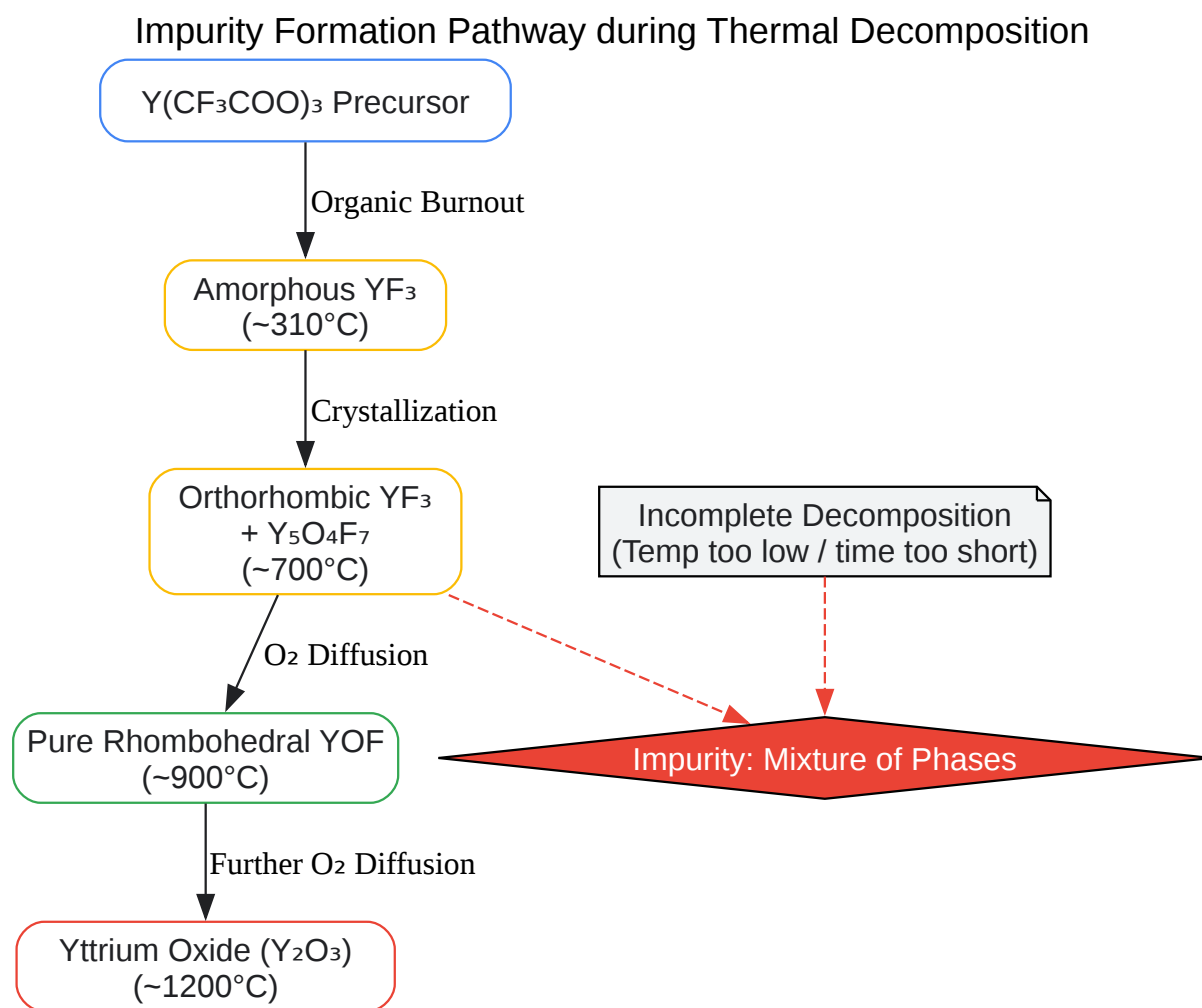 Impurity Formation Pathway during Thermal Decomposition
Y(CF₃COO)₃ Precursor
Organic Burnout
Amorphous YF₃
(~310°C)
Crystallization
Orthorhombic YF₃
+ Y₅O₄F₇
(~700°C)
Incomplete Decomposition
(Temp too low / time too short)
O₂ Diffusion
Pure Rhombohedral YOF
(~900°C)
Impurity: Mixture of Phases
Further O₂ Diffusion
Yttrium Oxide (Y₂O₃)
(~1200°C)